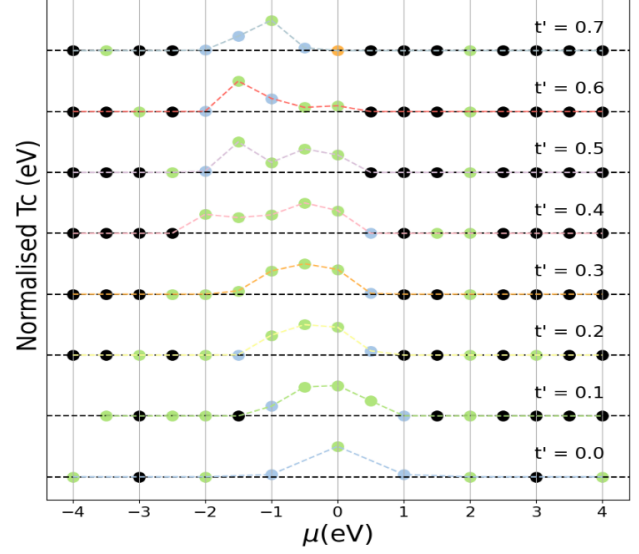 t' = 0.7
t' = 0.6
t' = 0.5
t' = 0.4
t' = 0.3
t' = 0.2
t' = 0.1
t' = 0.0
Normalised Tc (eV)
−4 −3 −2 −1 0 1 2 3 4
μ(eV)